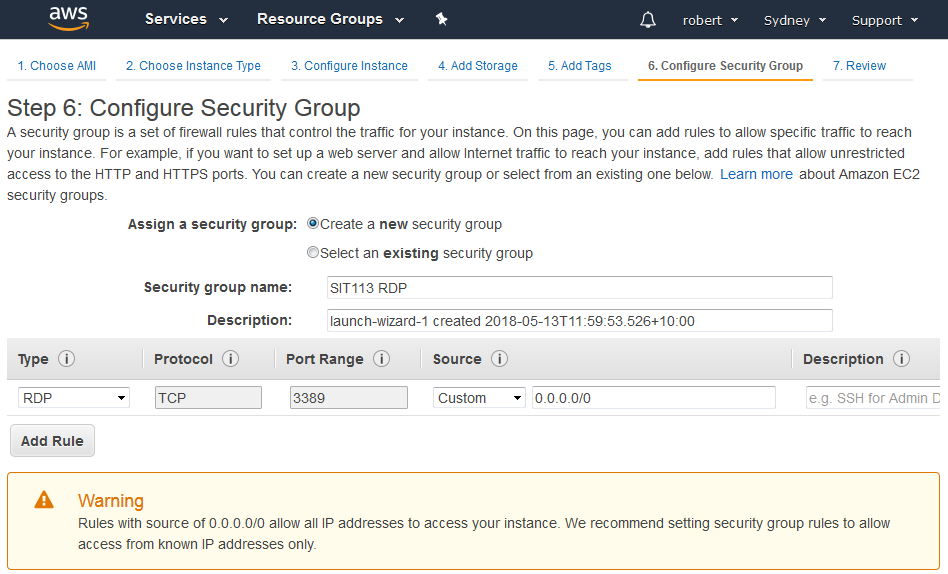 aws Services Resource Groups robert Sydney Support
1. Choose AMI 2. Choose Instance Type 3. Configure Instance 4. Add Storage 5. Add Tags 6. Configure Security Group 7. Review
Step 6: Configure Security Group
A security group is a set of firewall rules that control the traffic for your instance. On this page, you can add rules to allow specific traffic to reach
your instance. For example, if you want to set up a web server and allow Internet traffic to reach your instance, add rules that allow unrestricted
access to the HTTP and HTTPS ports. You can create a new security group or select from an existing one below. Learn more about Amazon EC2
security groups.
Assign a security group: Create a new security group
Select an existing security group
Security group name: SIT113 RDP
Description: launch-wizard-1 created 2018-05-13T11:59:53.526+10:00
Type i Protocol i Port Range i Source i Description i
RDP TCP 3389 Custom 0.0.0.0/0 e.g. SSH for Admin D
Add Rule
Warning
Rules with source of 0.0.0.0/0 allow all IP addresses to access your instance. We recommend setting security group rules to allow
access from known IP addresses only.